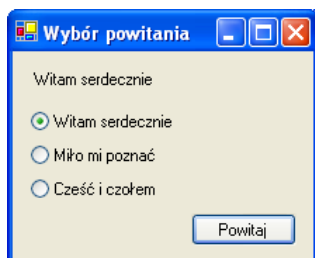 Wybór powitania
Witam serdecznie
Witam serdecznie
Miło mi poznać
Cześć i czołem
Powitaj